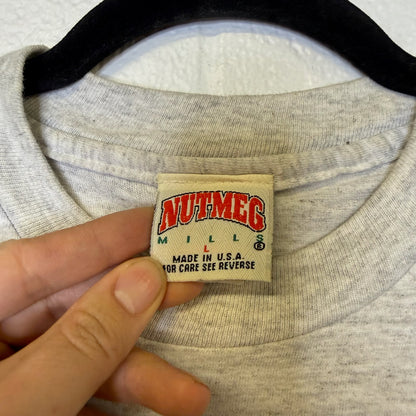 NUTMEG
MILLS ®
L
MADE IN U.S.A.
FOR CARE SEE REVERSE